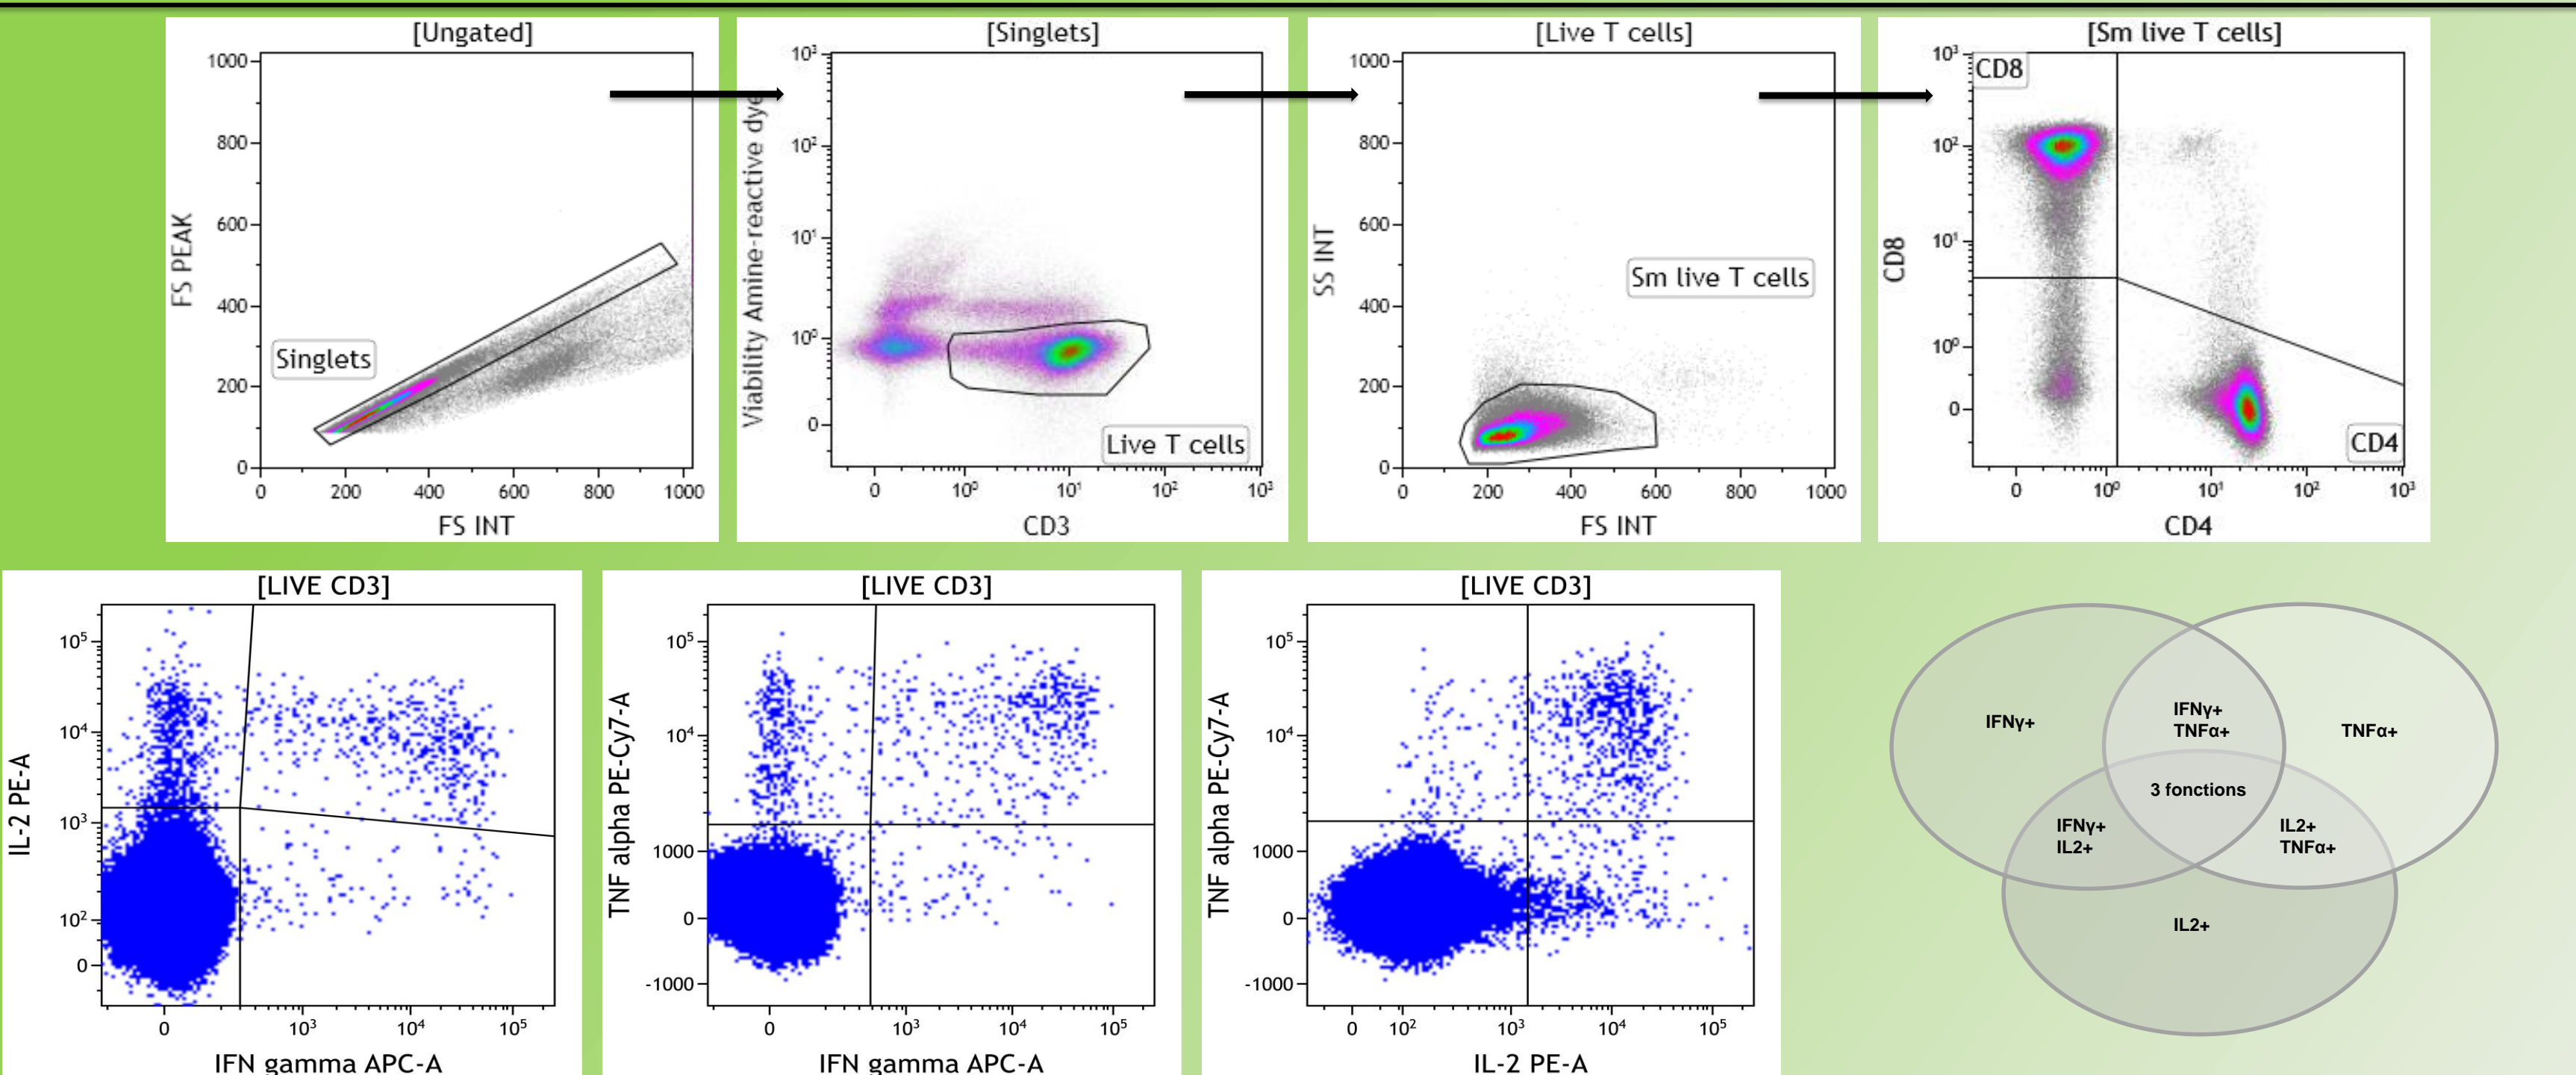 [Ungated]
1000
800
600
400
200
0
FS PEAK
Singlets
0 200 400 600 800 1000
FS INT
[Singlets]
10³
10²
10¹
10⁰
0
Viability Amine-reactive dye
Live T cells
0 10⁰ 10¹ 10² 10³
CD3
[Live T cells]
1000
800
600
400
200
0
SS INT
Sm live T cells
0 200 400 600 800 1000
FS INT
[Sm live T cells]
10³
10²
10¹
10⁰
0
CD8
CD8
CD4
0 10⁰ 10¹ 10² 10³
CD4
[LIVE CD3]
10⁵
10⁴
10³
10²
0
IL-2 PE-A
0 10³ 10⁴ 10⁵
IFN gamma APC-A
[LIVE CD3]
10⁵
10⁴
1000
0
-1000
TNF alpha PE-Cy7-A
0 10³ 10⁴ 10⁵
IFN gamma APC-A
[LIVE CD3]
10⁵
10⁴
1000
0
-1000
TNF alpha PE-Cy7-A
0 10² 10³ 10⁴ 10⁵
IL-2 PE-A
IFNγ+
IFNγ+
TNFα+
TNFα+
3 fonctions
IFNγ+
IL2+
IL2+
TNFα+
IL2+